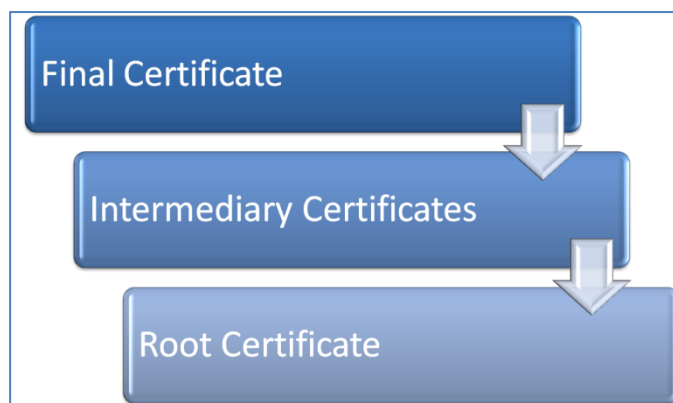 Final Certificate
Intermediary Certificates
Root Certificate